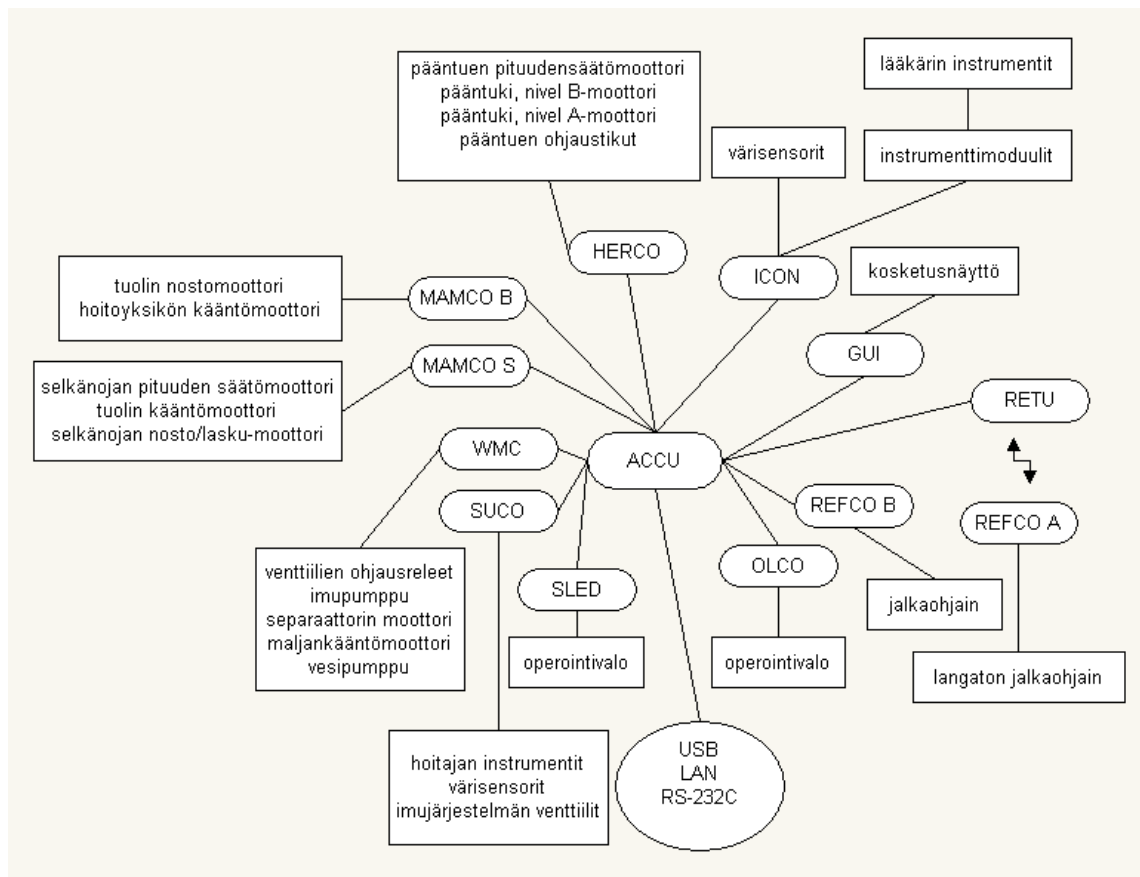 pääntuen pituudensäätömoottori
pääntuki, nivel B-moottori
pääntuki, nivel A-moottori
pääntuen ohjaustikut
lääkärin instrumentit
värisensorit
instrumenttimoduulit
HERCO
ICON
kosketusnäyttö
tuolin nostomoottori
hoitoyksikön kääntömoottori
MAMCO B
GUI
MAMCO S
selkänojan pituuden säätömoottori
tuolin kääntömoottori
selkänojan nosto/lasku-moottori
RETU
WMC
ACCU
SUCO
REFCO B
REFCO A
venttiilien ohjausreleet
imupumppu
separaattorin moottori
maljankääntömoottori
vesipumppu
SLED
OLCO
jalkaohjain
operointivalo
operointivalo
langaton jalkaohjain
hoitajan instrumentit
värisensorit
imujärjestelmän venttiilit
USB
LAN
RS-232C